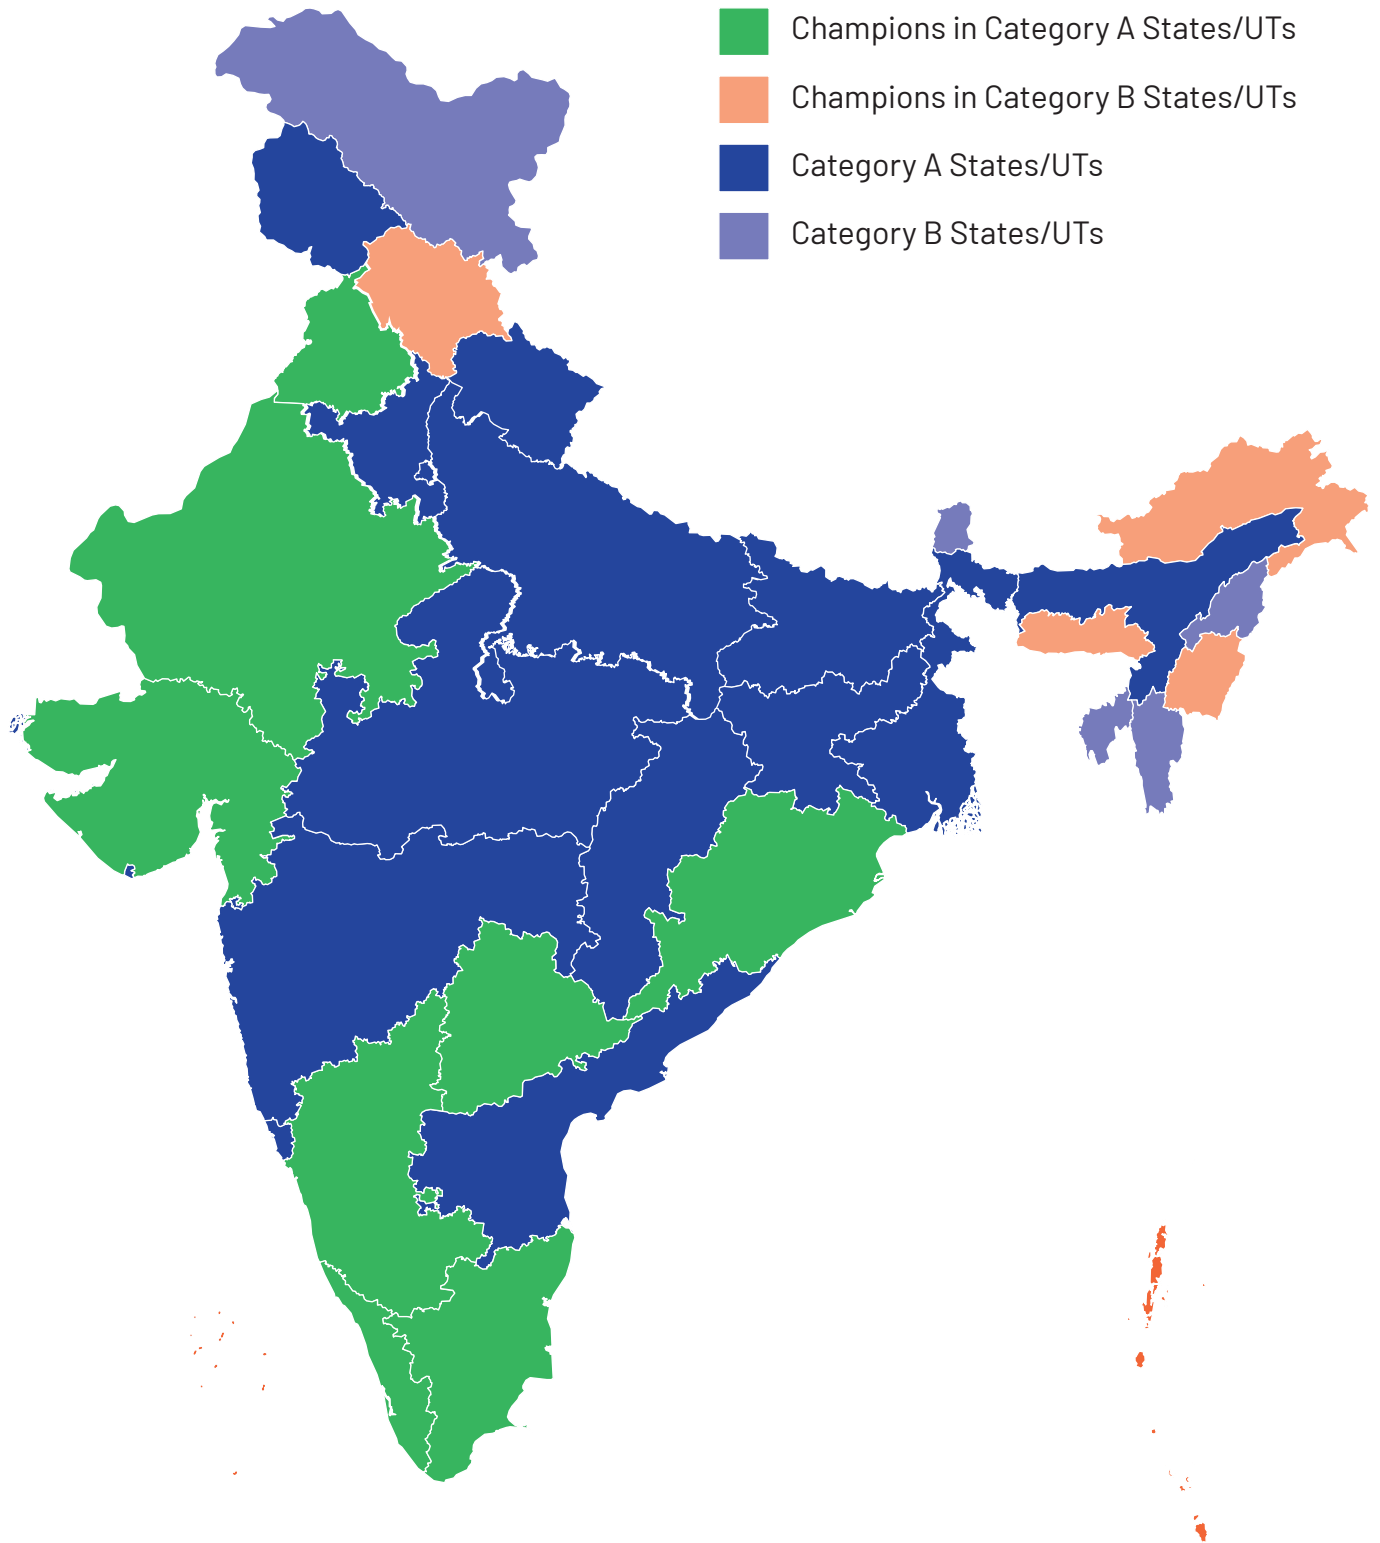 Champions in Category A States/UTs
Champions in Category B States/UTs
Category A States/UTs
Category B States/UTs